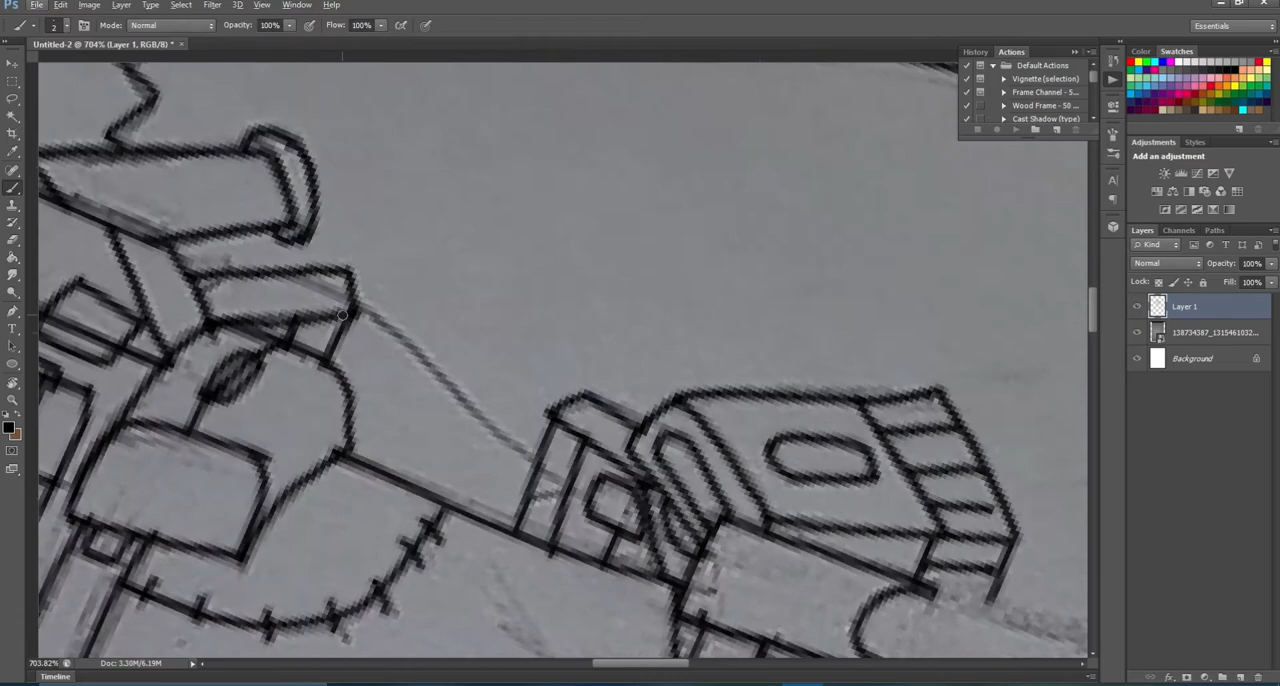 Ps File Edit Image Layer Type Select Filter 3D View Window Help
2 Mode: Normal Opacity: 100% Flow: 100% Essentials
Untitled-2 @ 704% (Layer 1, RGB/8) * ×
History Actions
Default Actions
Vignette (selection)
Frame Channel - 5...
Wood Frame - 50 ...
Cast Shadow (type)
Color Swatches
Adjustments Styles
Add an adjustment
Layers Channels Paths
Kind
Normal Opacity: 100%
Lock: Fill: 100%
Layer 1
138734387_1315461032...
Background
703.82% Doc: 3.30M/6.19M
Timeline